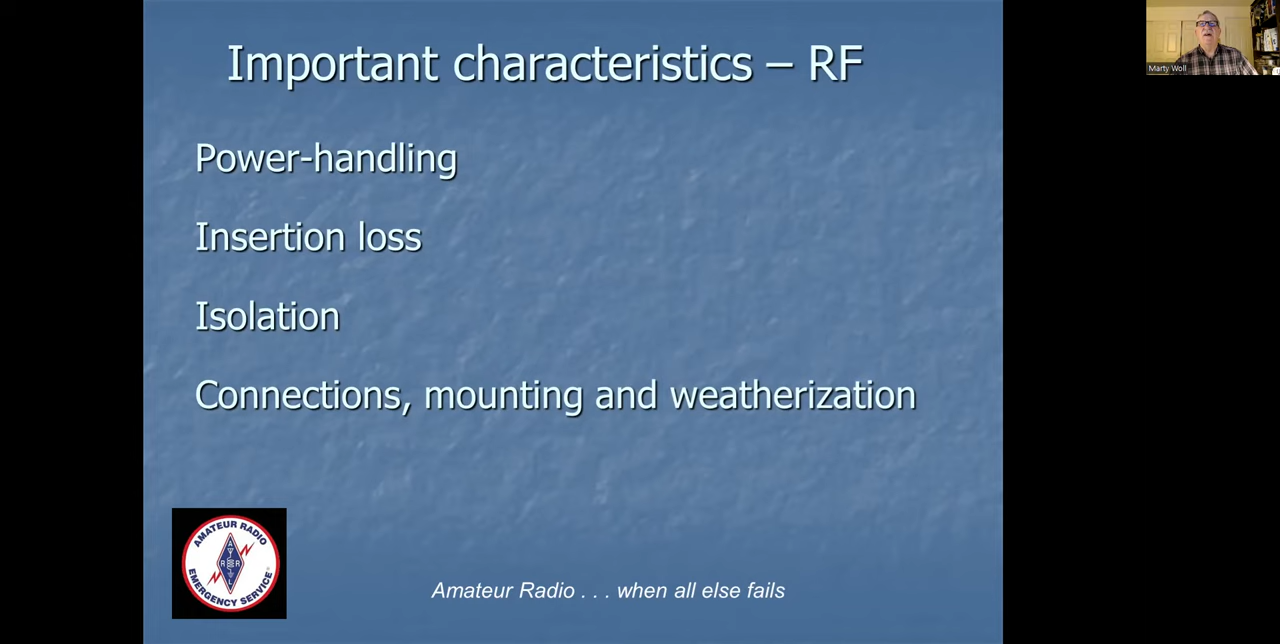 Important characteristics – RF
Marty Woll
Power-handling
Insertion loss
Isolation
Connections, mounting and weatherization
AMATEUR RADIO
A
R R
L
EMERGENCY SERVICE
Amateur Radio . . . when all else fails